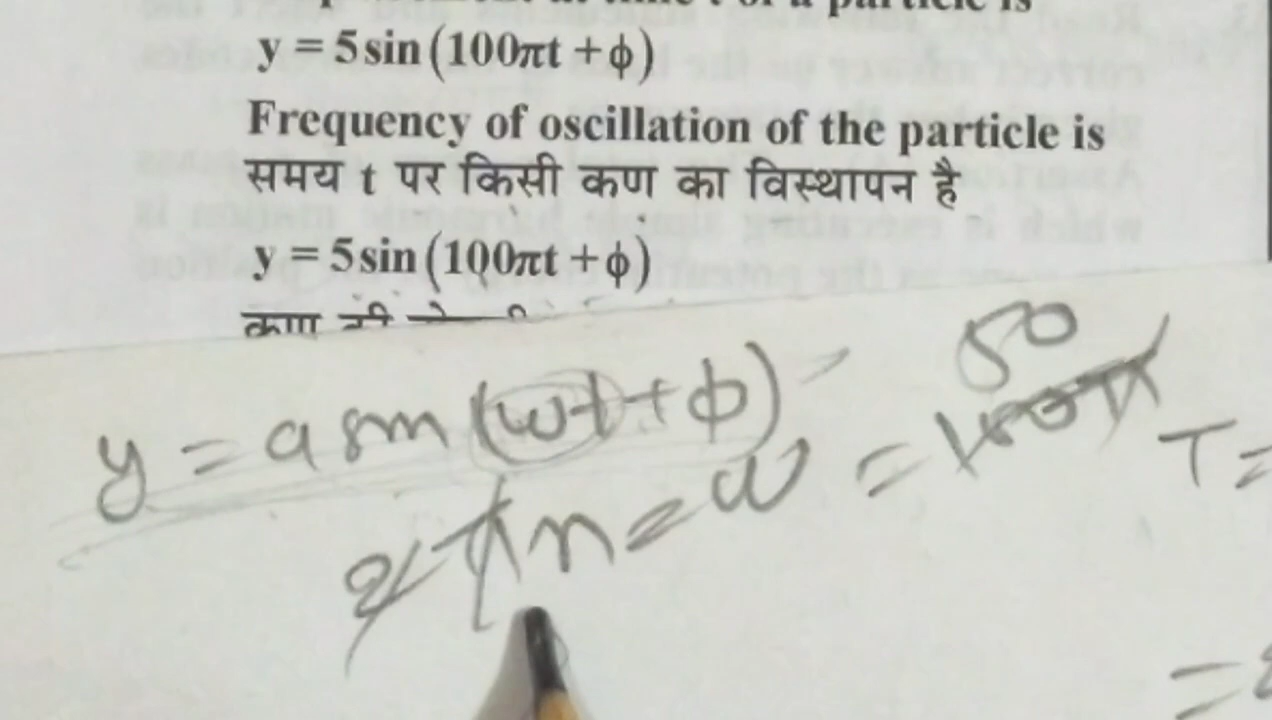 y = 5 sin (100πt + ϕ)
Frequency of oscillation of the particle is
समय t पर किसी कण का विस्थापन है
y = 5 sin (100πt + ϕ)
कण की
y = a sin (ωt + ϕ)
2πn = ω = 100π
50
T =
=